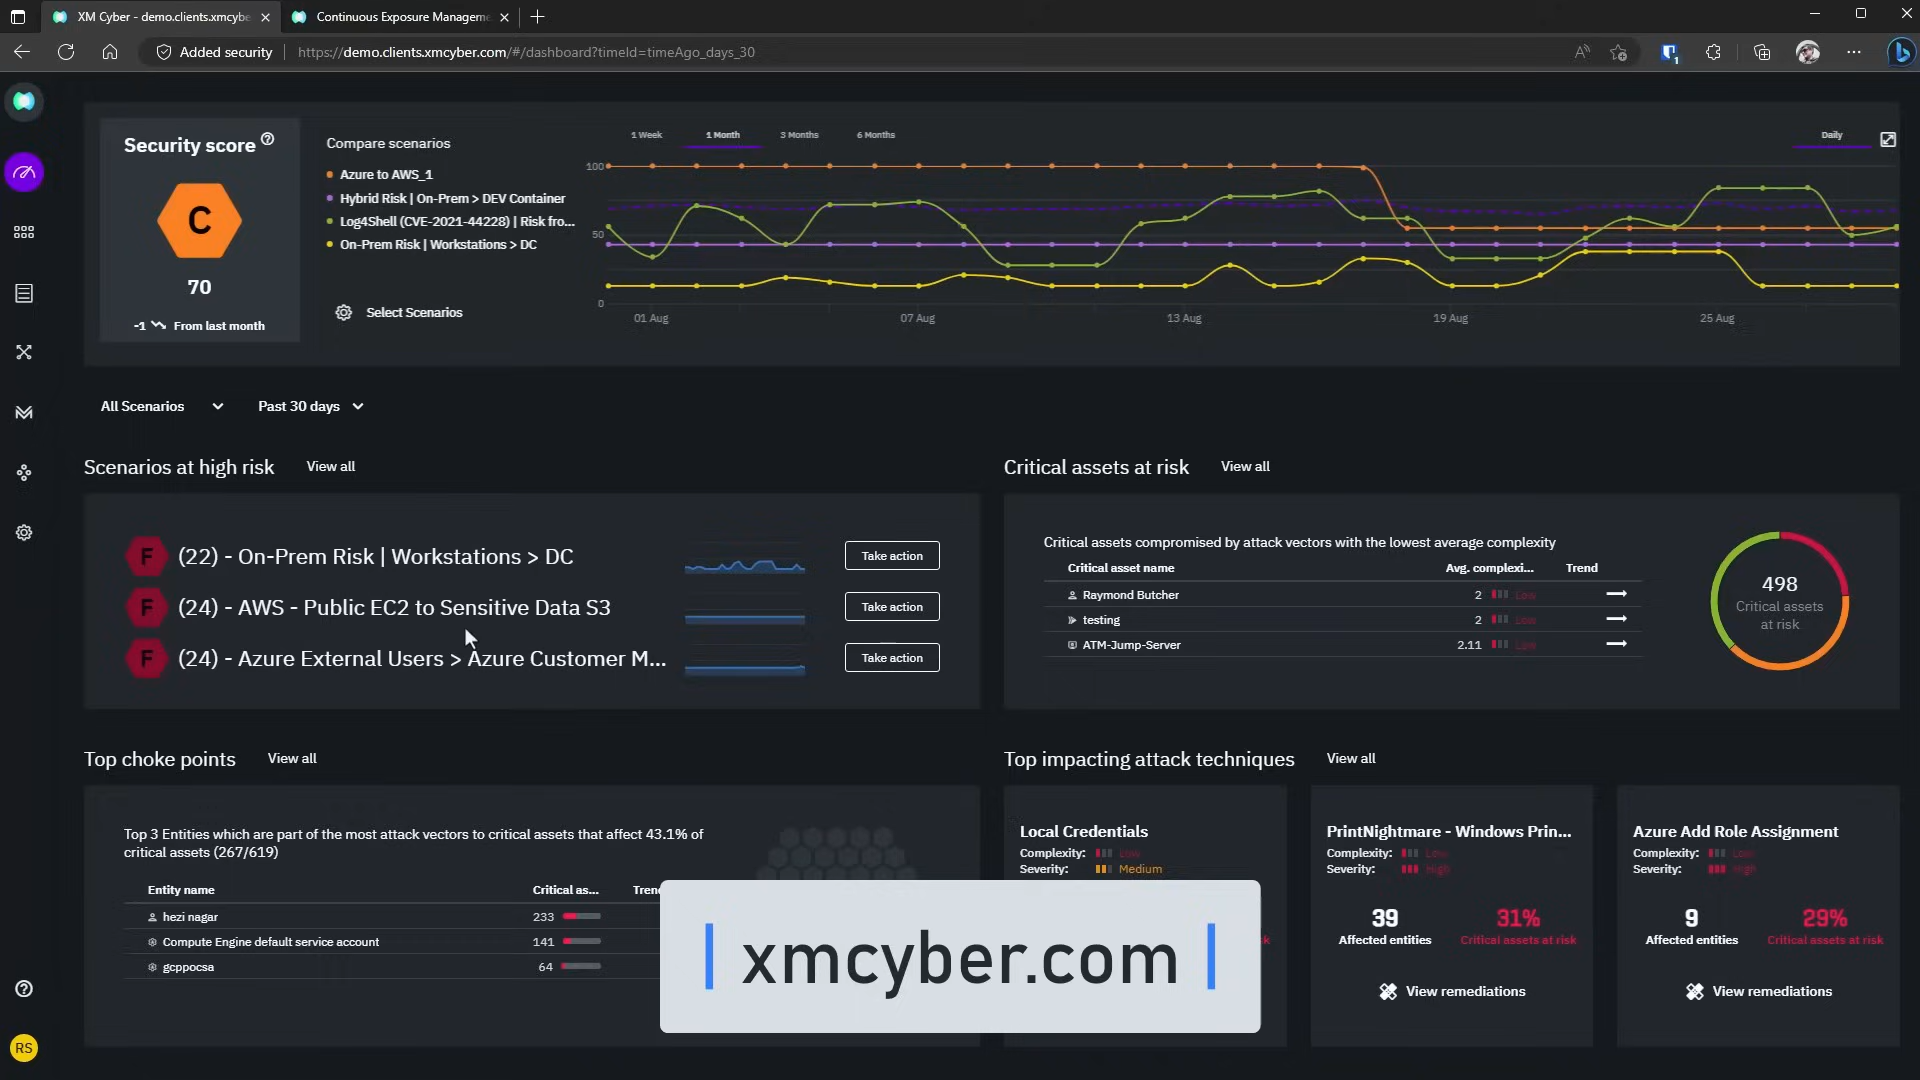 XM Cyber - demo.clients.xmcybe
Continuous Exposure Manageme
Added security
https://demo.clients.xmcyber.com/#/dashboard?timeId=timeAgo_days_30
Security score
C
70
-1 From last month
Compare scenarios
Azure to AWS_1
Hybrid Risk | On-Prem > DEV Container
Log4Shell (CVE-2021-44228) | Risk fro...
On-Prem Risk | Workstations > DC
Select Scenarios
1 Week 1 Month 3 Months 6 Months Daily
100
50
0
01 Aug 07 Aug 13 Aug 19 Aug 25 Aug
All Scenarios Past 30 days
Scenarios at high risk View all
F (22) - On-Prem Risk | Workstations > DC Take action
F (24) - AWS - Public EC2 to Sensitive Data S3 Take action
F (24) - Azure External Users > Azure Customer M... Take action
Critical assets at risk View all
Critical assets compromised by attack vectors with the lowest average complexity
Critical asset name Avg. complexi... Trend
Raymond Butcher 2 Low
testing 2 Low
ATM-Jump-Server 2.11 Low
498
Critical assets
at risk
Top choke points View all
Top 3 Entities which are part of the most attack vectors to critical assets that affect 43.1% of
critical assets (267/619)
Entity name Critical as... Tren
hezi nagar 233
Compute Engine default service account 141
gcppocsa 64
Top impacting attack techniques View all
Local Credentials
Complexity: Low
Severity: Medium
PrintNightmare - Windows Prin...
Complexity: Low
Severity: High
39 31%
Affected entities Critical assets at risk
View remediations
Azure Add Role Assignment
Complexity: Low
Severity: High
9 29%
Affected entities Critical assets at risk
View remediations
xmcyber.com
RS